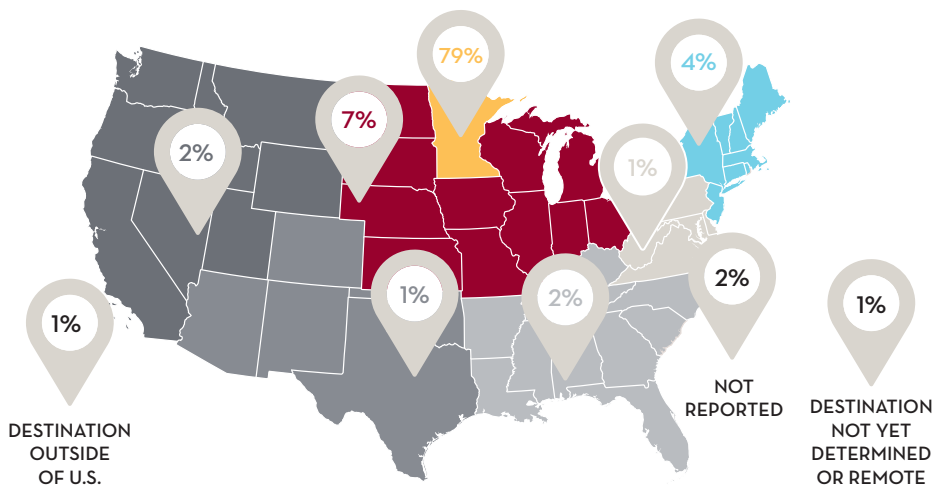 79%
4%
7%
2%
1%
2%
1%
2%
1%
1%
DESTINATION
OUTSIDE
OF U.S.
NOT
REPORTED
DESTINATION
NOT YET
DETERMINED
OR REMOTE